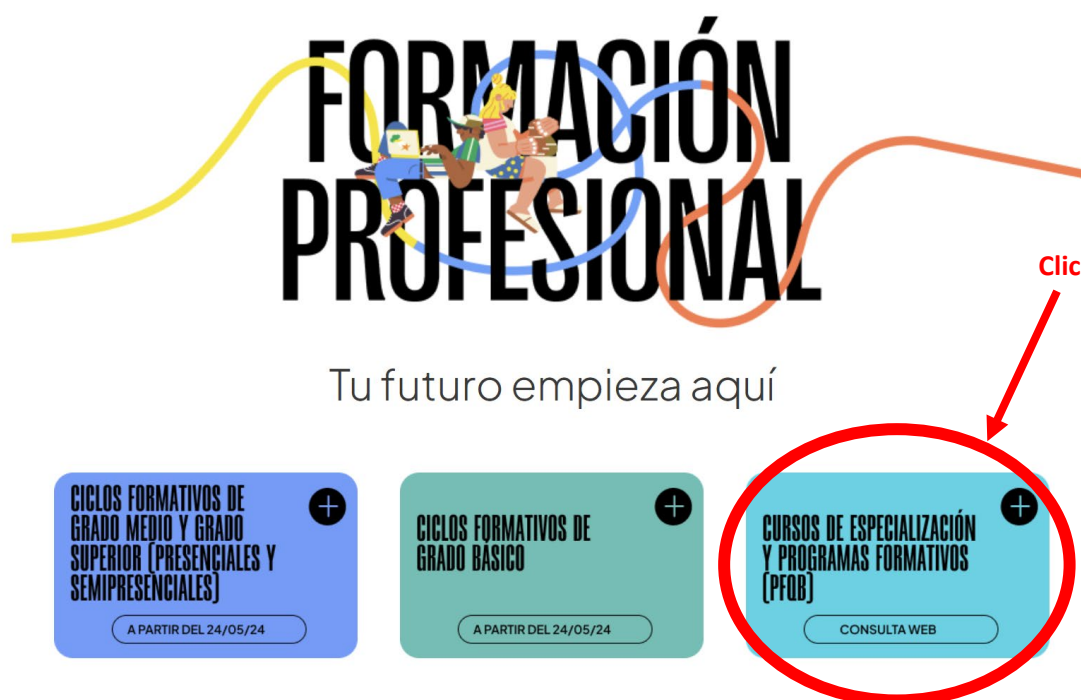 FORMACIÓN
PROFESIONAL
Clic
Tu futuro empieza aquí
CICLOS FORMATIVOS DE
GRADO MEDIO Y GRADO
SUPERIOR (PRESENCIALES Y
SEMIPRESENCIALES)
A PARTIR DEL 24/05/24
CICLOS FORMATIVOS DE
GRADO BÁSICO
A PARTIR DEL 24/05/24
CURSOS DE ESPECIALIZACIÓN
Y PROGRAMAS FORMATIVOS
(PFQB)
CONSULTA WEB